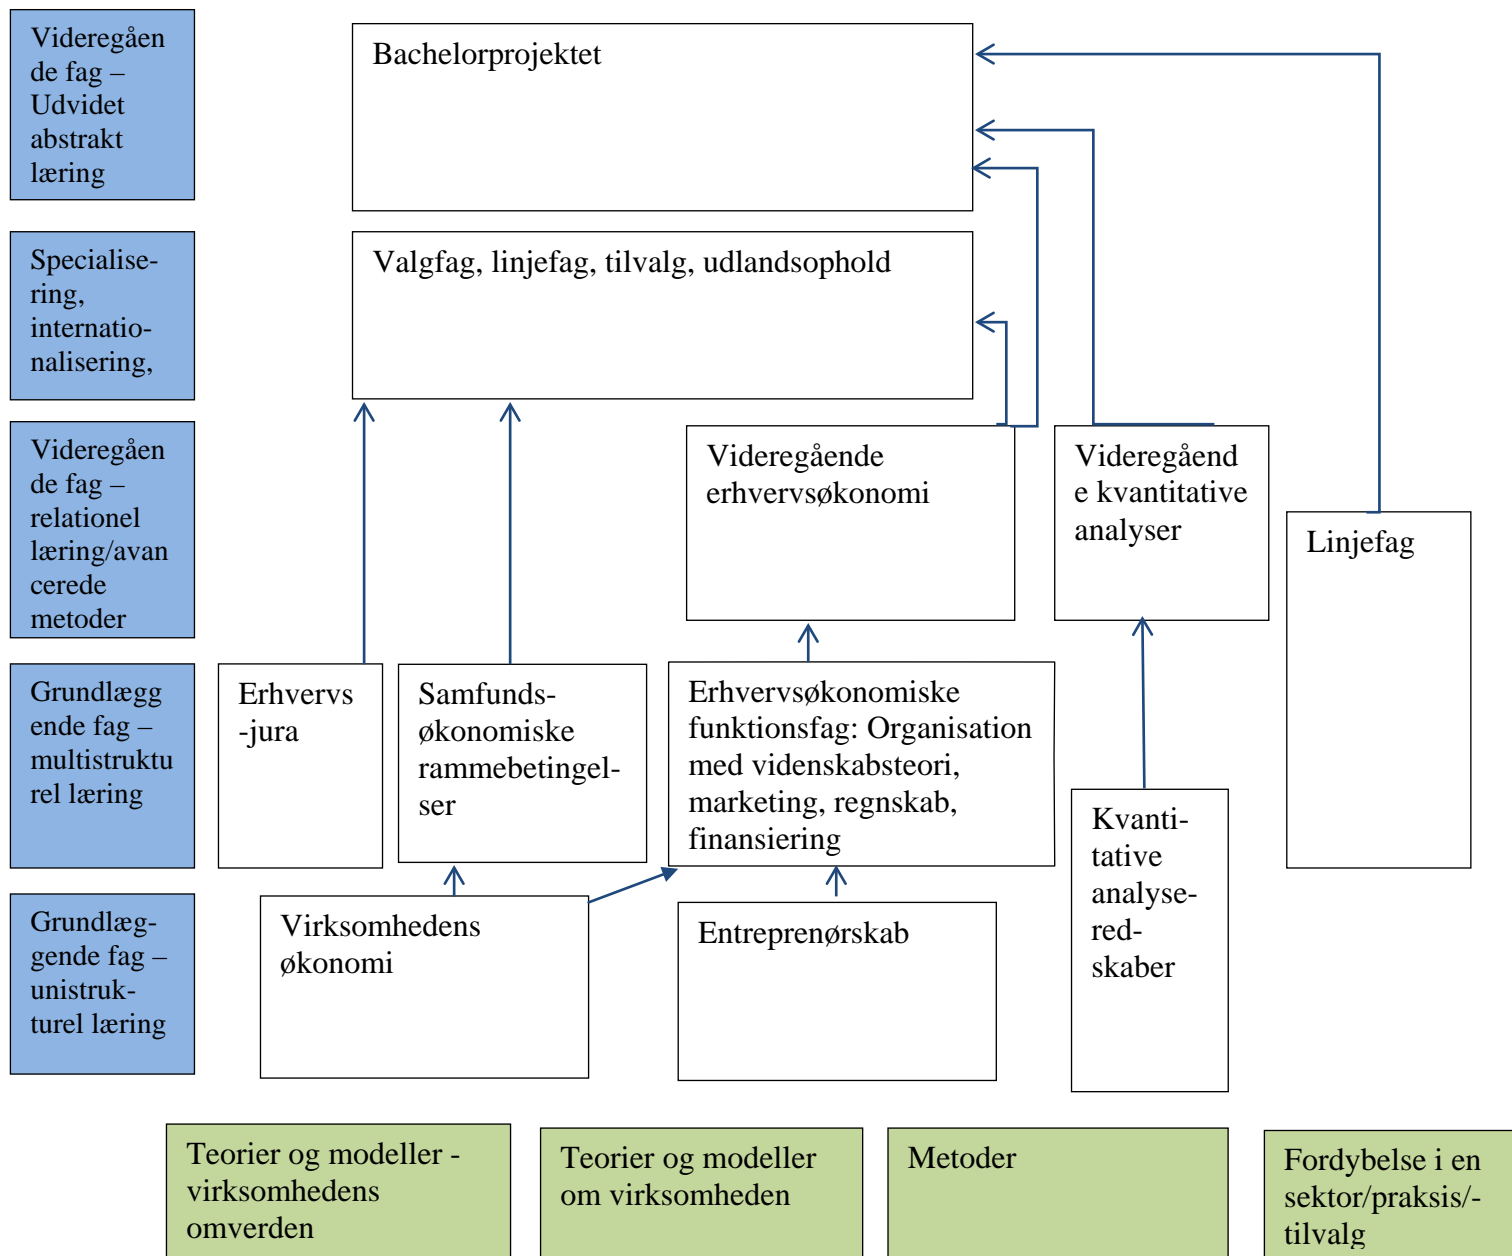 Videregåen
de fag –
Udvidet
abstrakt
læring
Bachelorprojektet
Specialise-
ring,
internatio-
nalisering,
Valgfag, linjefag, tilvalg, udlandsophold
Videregåen
de fag –
relationel
læring/avan
cerede
metoder
Videregående
erhvervsøkonomi
Videregåend
e kvantitative
analyser
Linjefag
Grundlægg
ende fag –
multistruktu
rel læring
Erhvervs
-jura
Samfunds-
økonomiske
rammebetingel-
ser
Erhvervsøkonomiske
funktionsfag: Organisation
med videnskabsteori,
marketing, regnskab,
finansiering
Kvanti-
tative
analyse-
red-
skaber
Grundlæg-
gende fag –
unistruk-
turel læring
Virksomhedens
økonomi
Entreprenørskab
Teorier og modeller -
virksomhedens
omverden
Teorier og modeller
om virksomheden
Metoder
Fordybelse i en
sektor/praksis/-
tilvalg